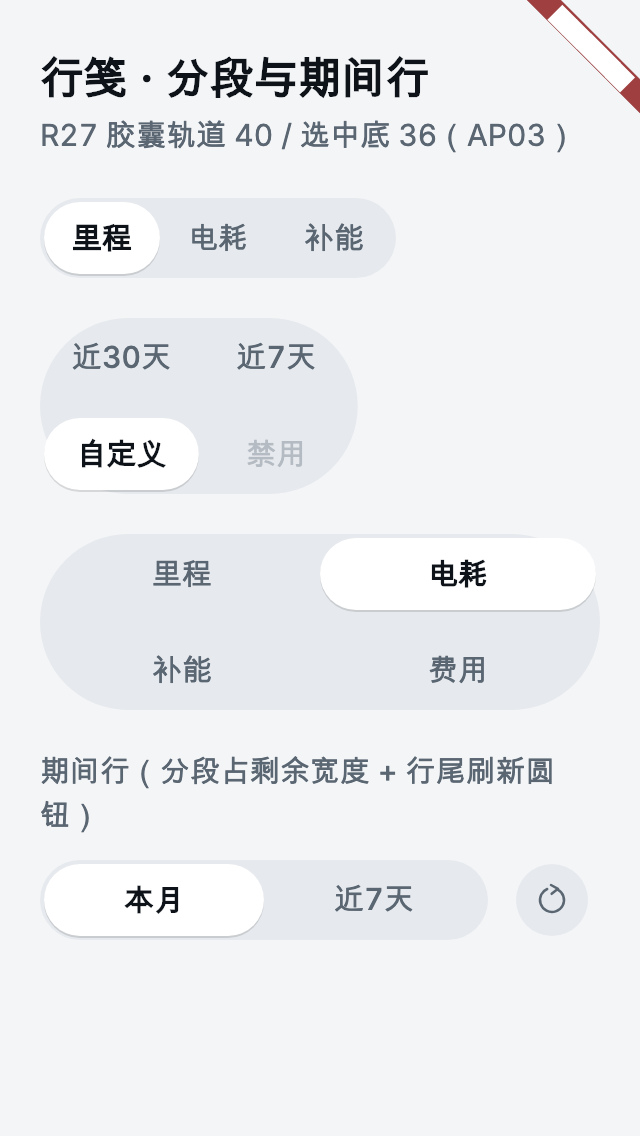 行笺 · 分段与期间行
R27 胶囊轨道 40 / 选中底 36 ( AP03 )
里程 电耗 补能
近30天 近7天
自定义 禁用
里程 电耗
补能 费用
期间行 ( 分段占剩余宽度 + 行尾刷新圆
钮 )
本月 近7天